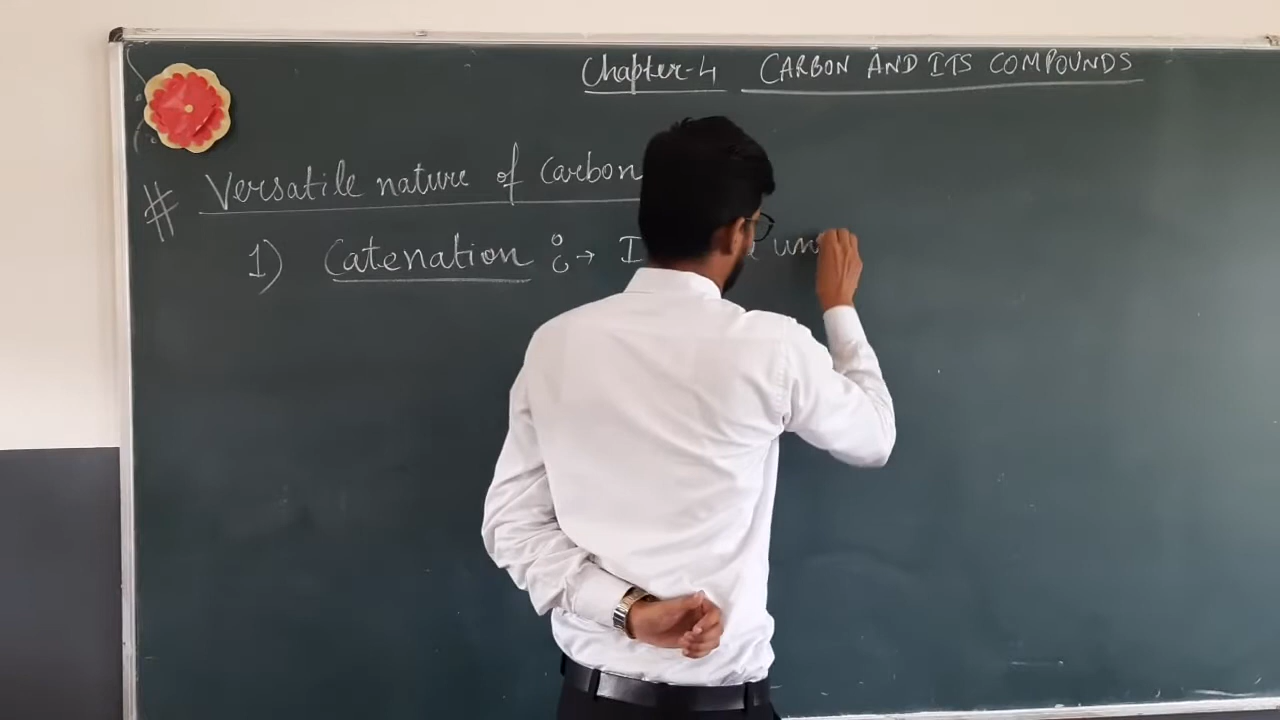 Chapter-4 CARBON AND ITS COMPOUNDS
# Versatile nature of Carbon
1) Catenation :→